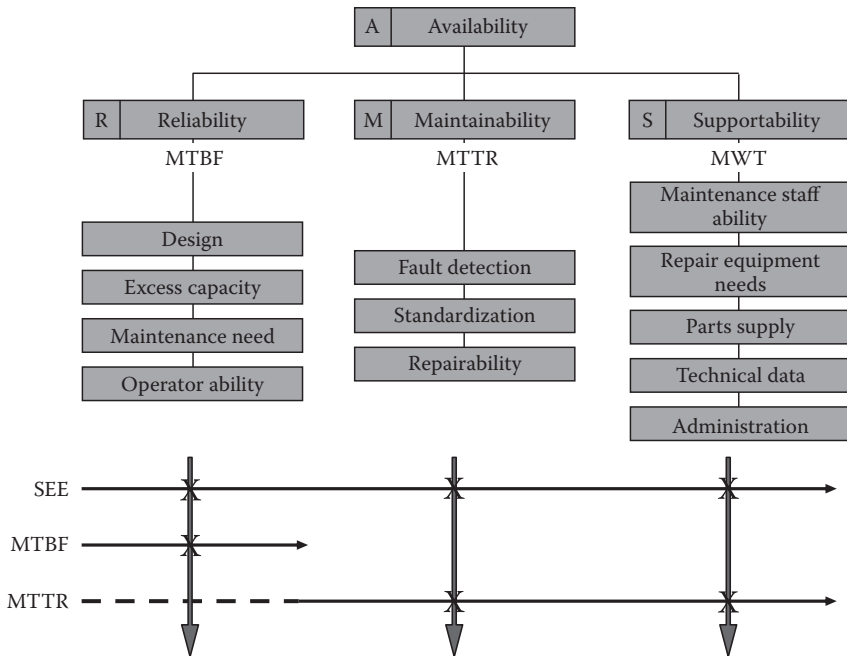 A Availability
R Reliability
M Maintainability
S Supportability
MTBF
MTTR
MWT
Design
Excess capacity
Maintenance need
Operator ability
Fault detection
Standardization
Repairability
Maintenance staff
ability
Repair equipment
needs
Parts supply
Technical data
Administration
SEE X X X
MTBF X
MTTR X X